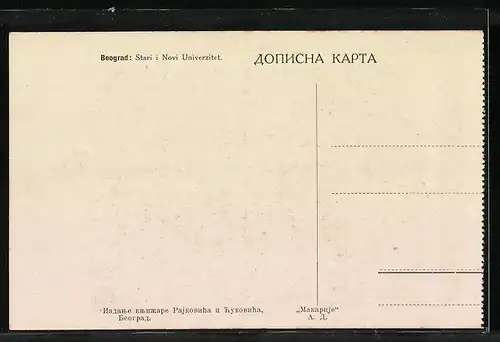 Beograd: Stari i Novi Univerzitet.
ДОПИСНА КАРТА
Издање књижаре Рајковића и Ђуковића,
Београд.
„Макарије“
А. Д.